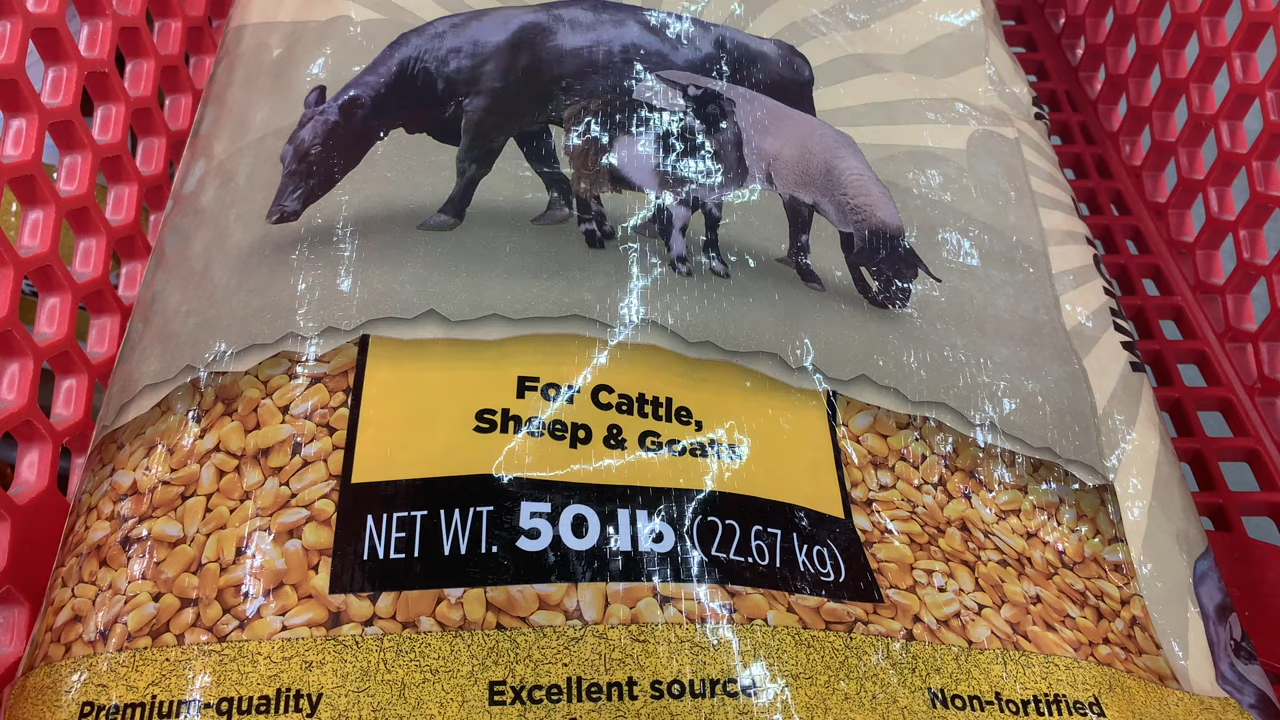 For Cattle,
Sheep & Goats
NET WT. 50 lb (22.67 kg)
Premium-quality
Excellent source
Non-fortified